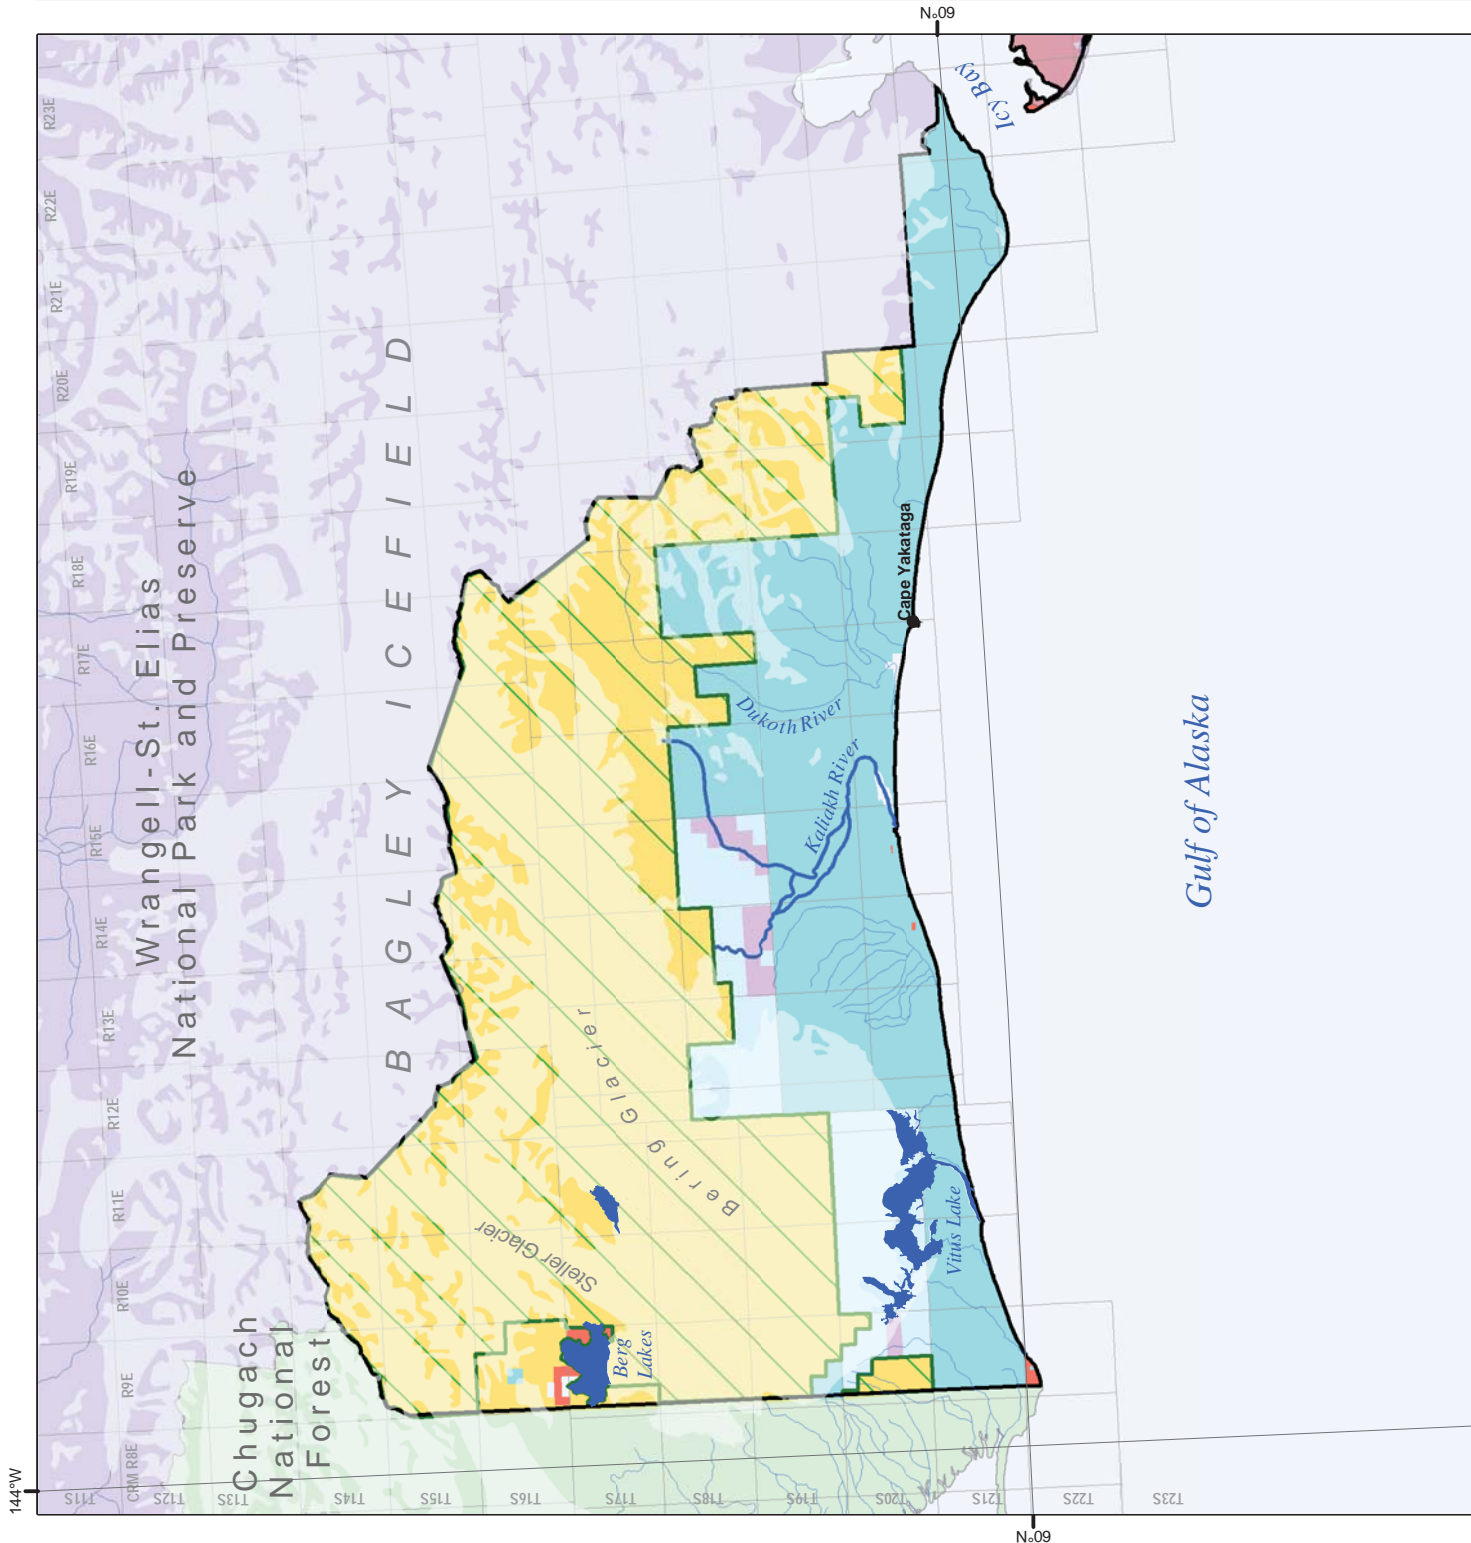 60°N
Icy Bay
R23E
R22E
R21E
R20E
R19E
R18E
R17E
R16E
R15E
R14E
R13E
R12E
R11E
R10E
R9E
CRM R8E
Wrangell-St. Elias
National Park and Preserve
BAGLEY ICEFIELD
Cape Yakataga
Dukoth River
Kaliakh River
Gulf of Alaska
Bering Glacier
Steller Glacier
Vitus Lake
Berg
Lakes
Chugach
National
Forest
144°W
T11S
T12S
T13S
T14S
T15S
T16S
T17S
T18S
T19S
T20S
T21S
T22S
T23S
60°N